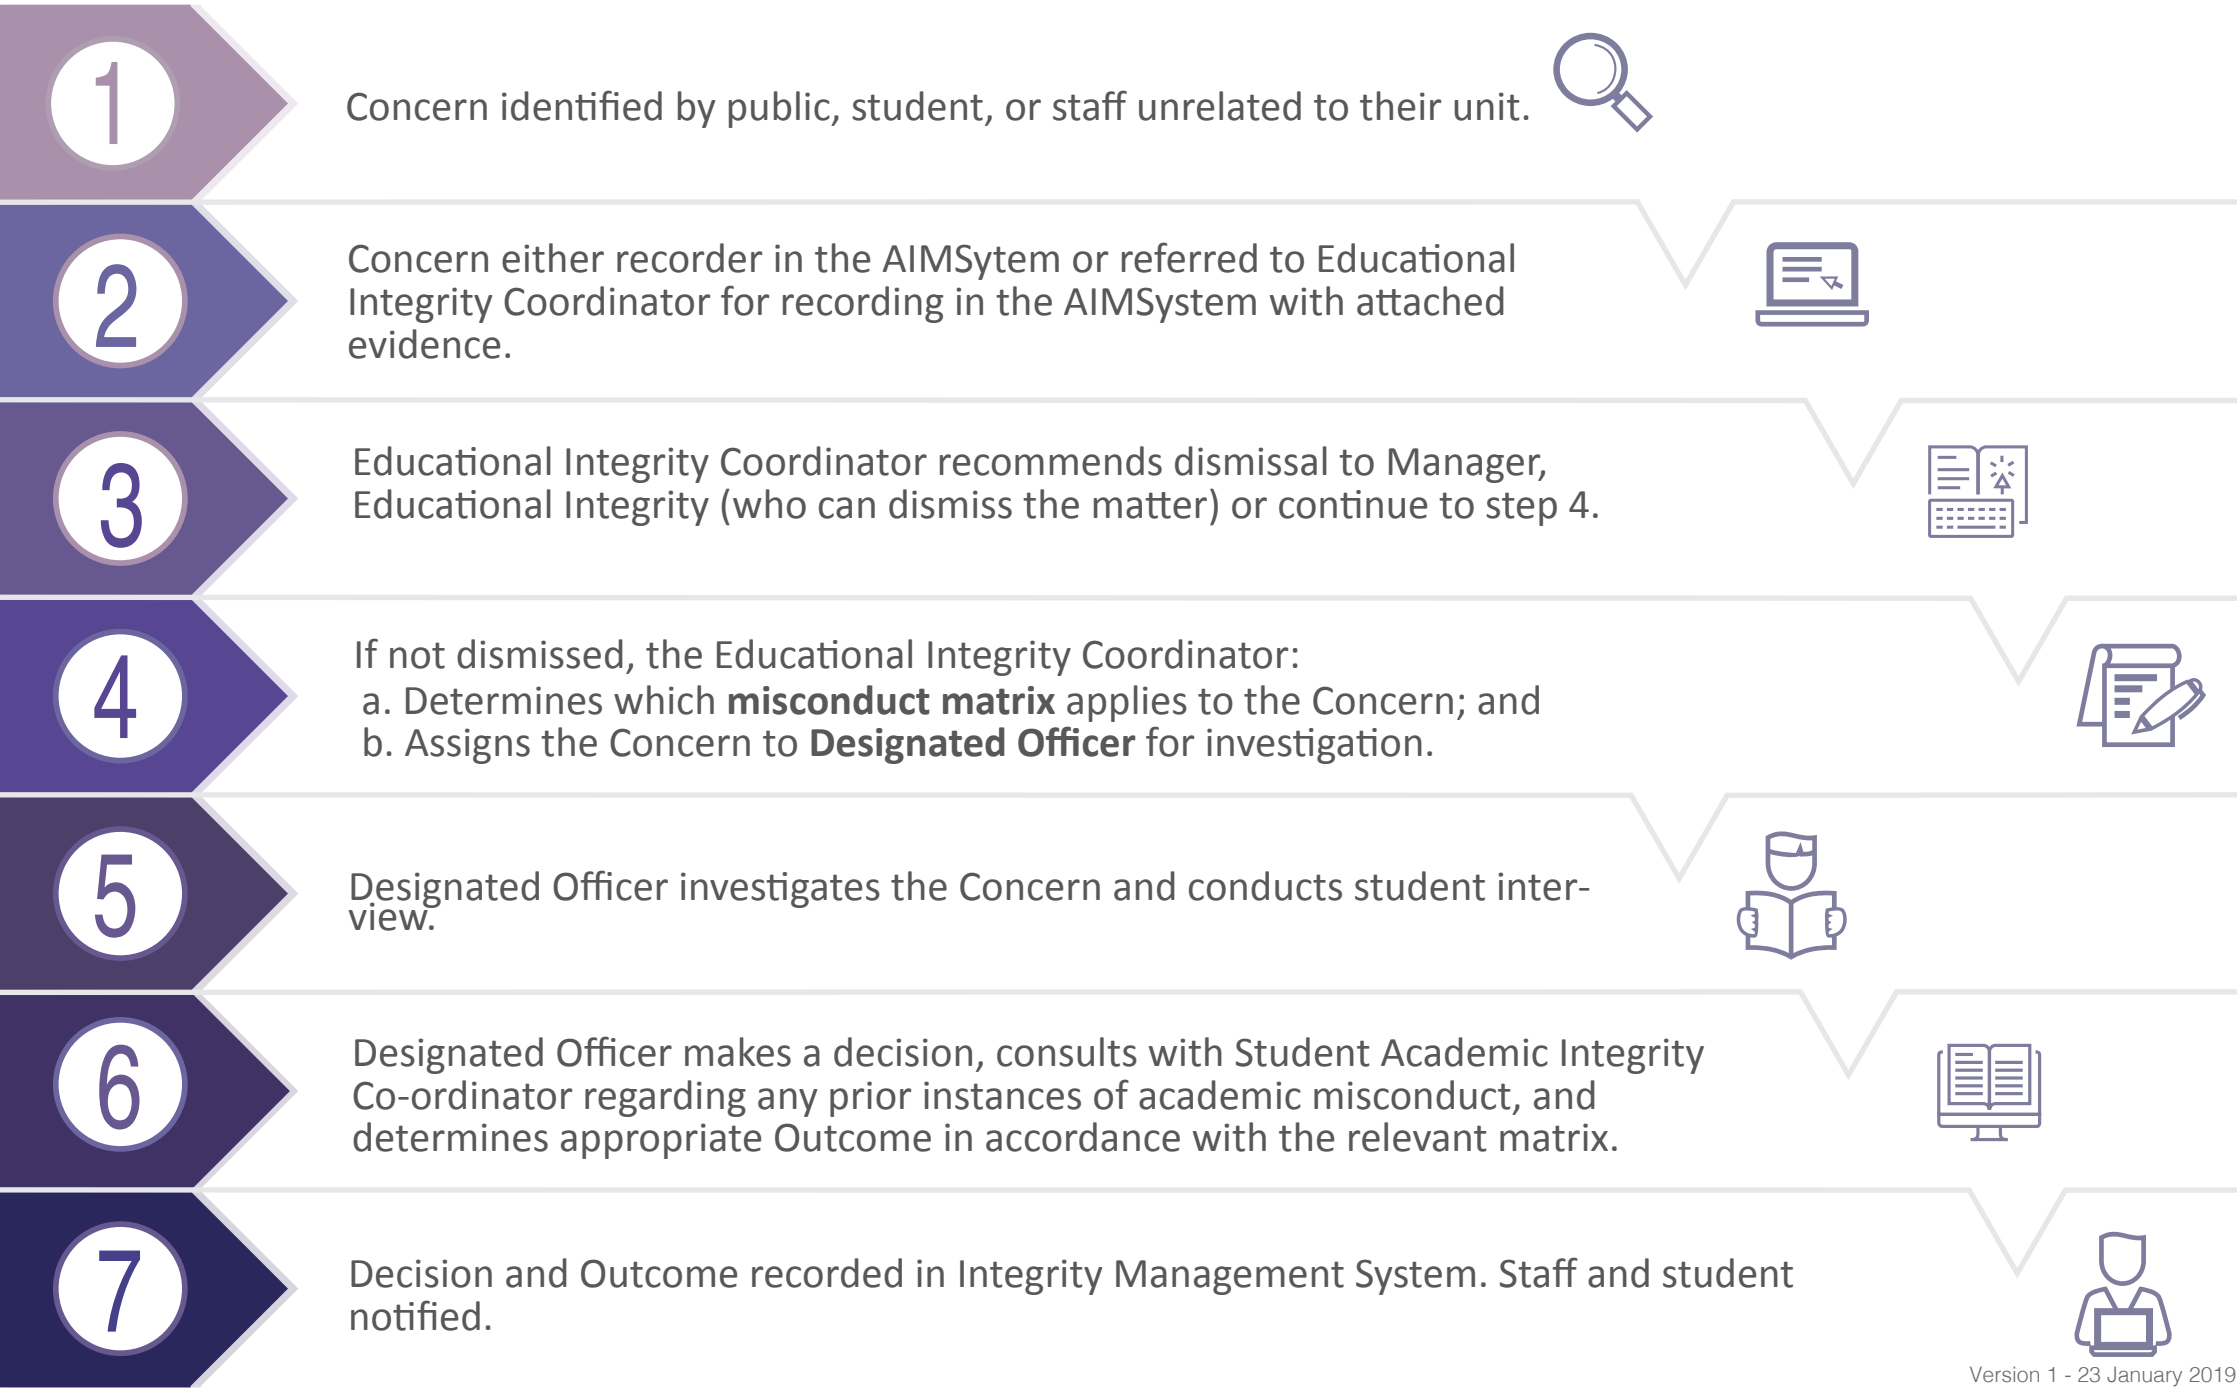 1
Concern identified by public, student, or staff unrelated to their unit.
2
Concern either recorder in the AIMSytem or referred to Educational
Integrity Coordinator for recording in the AIMSystem with attached
evidence.
3
Educational Integrity Coordinator recommends dismissal to Manager,
Educational Integrity (who can dismiss the matter) or continue to step 4.
4
If not dismissed, the Educational Integrity Coordinator:
a. Determines which misconduct matrix applies to the Concern; and
b. Assigns the Concern to Designated Officer for investigation.
5
Designated Officer investigates the Concern and conducts student inter-
view.
6
Designated Officer makes a decision, consults with Student Academic Integrity
Co-ordinator regarding any prior instances of academic misconduct, and
determines appropriate Outcome in accordance with the relevant matrix.
7
Decision and Outcome recorded in Integrity Management System. Staff and student
notified.
Version 1 - 23 January 2019